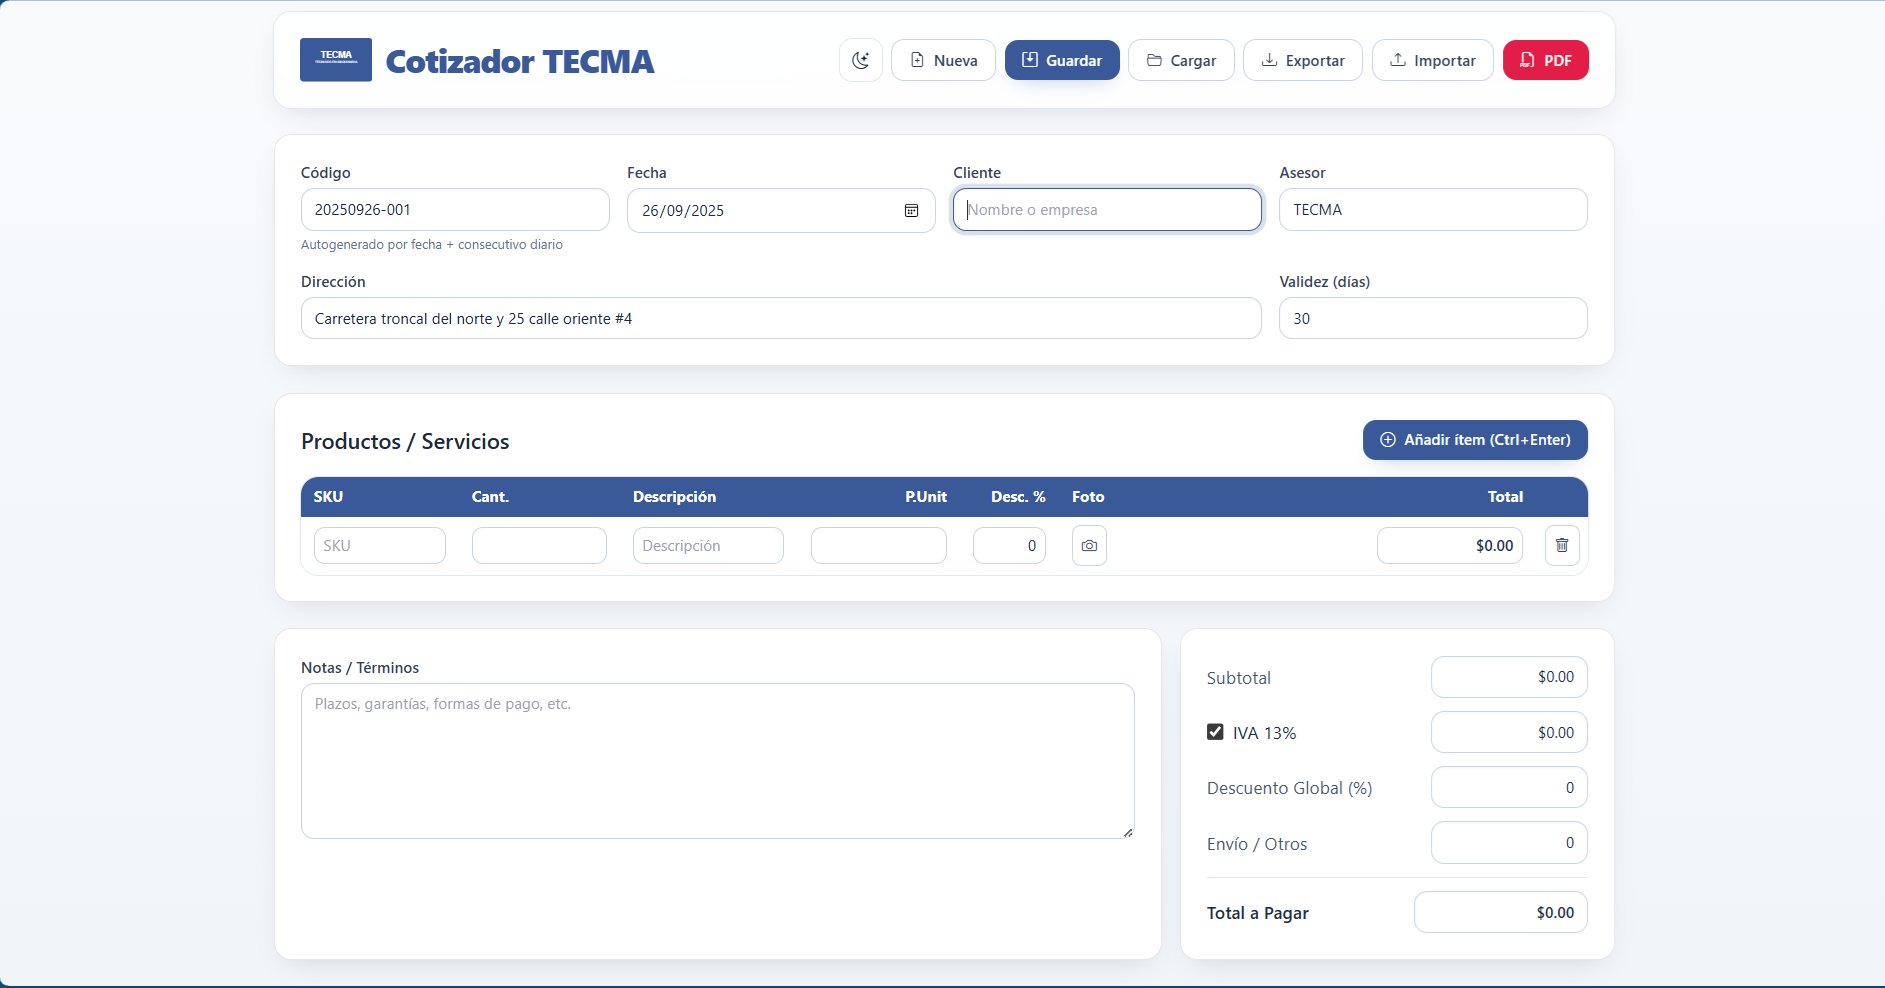 TECMA
Cotizador TECMA
Nueva
Guardar
Cargar
Exportar
Importar
PDF
Código
Fecha
Cliente
Asesor
20250926-001
26/09/2025
Nombre o empresa
TECMA
Autogenerado por fecha + consecutivo diario
Dirección
Validez (días)
Carretera troncal del norte y 25 calle oriente #4
30
Productos / Servicios
Añadir ítem (Ctrl+Enter)
SKU Cant. Descripción P.Unit Desc. % Foto Total
SKU Descripción 0 $0.00
Notas / Términos
Plazos, garantías, formas de pago, etc.
Subtotal $0.00
IVA 13% $0.00
Descuento Global (%) 0
Envío / Otros 0
Total a Pagar $0.00